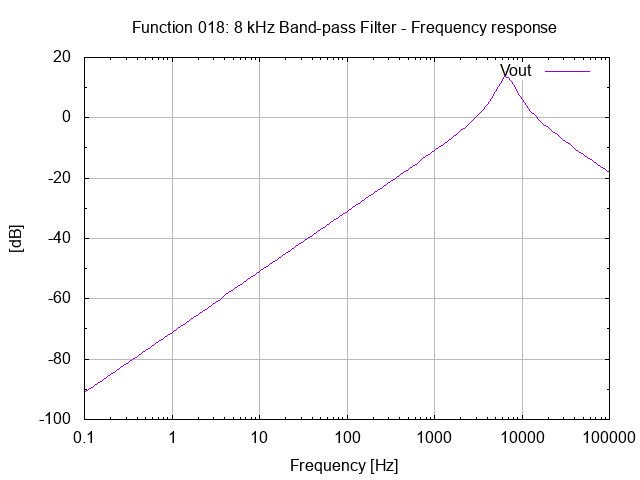 Function 018: 8 kHz Band-pass Filter - Frequency response
20
0
-20
-40
-60
-80
-100
[dB]
Vout
0.1 1 10 100 1000 10000 100000
Frequency [Hz]